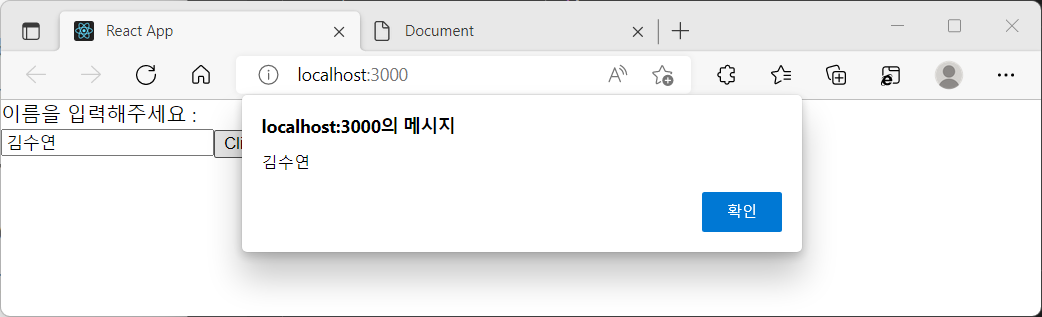 React App
Document
localhost:3000
이름을 입력해주세요 :
김수연
Cli
localhost:3000의 메시지
김수연
확인